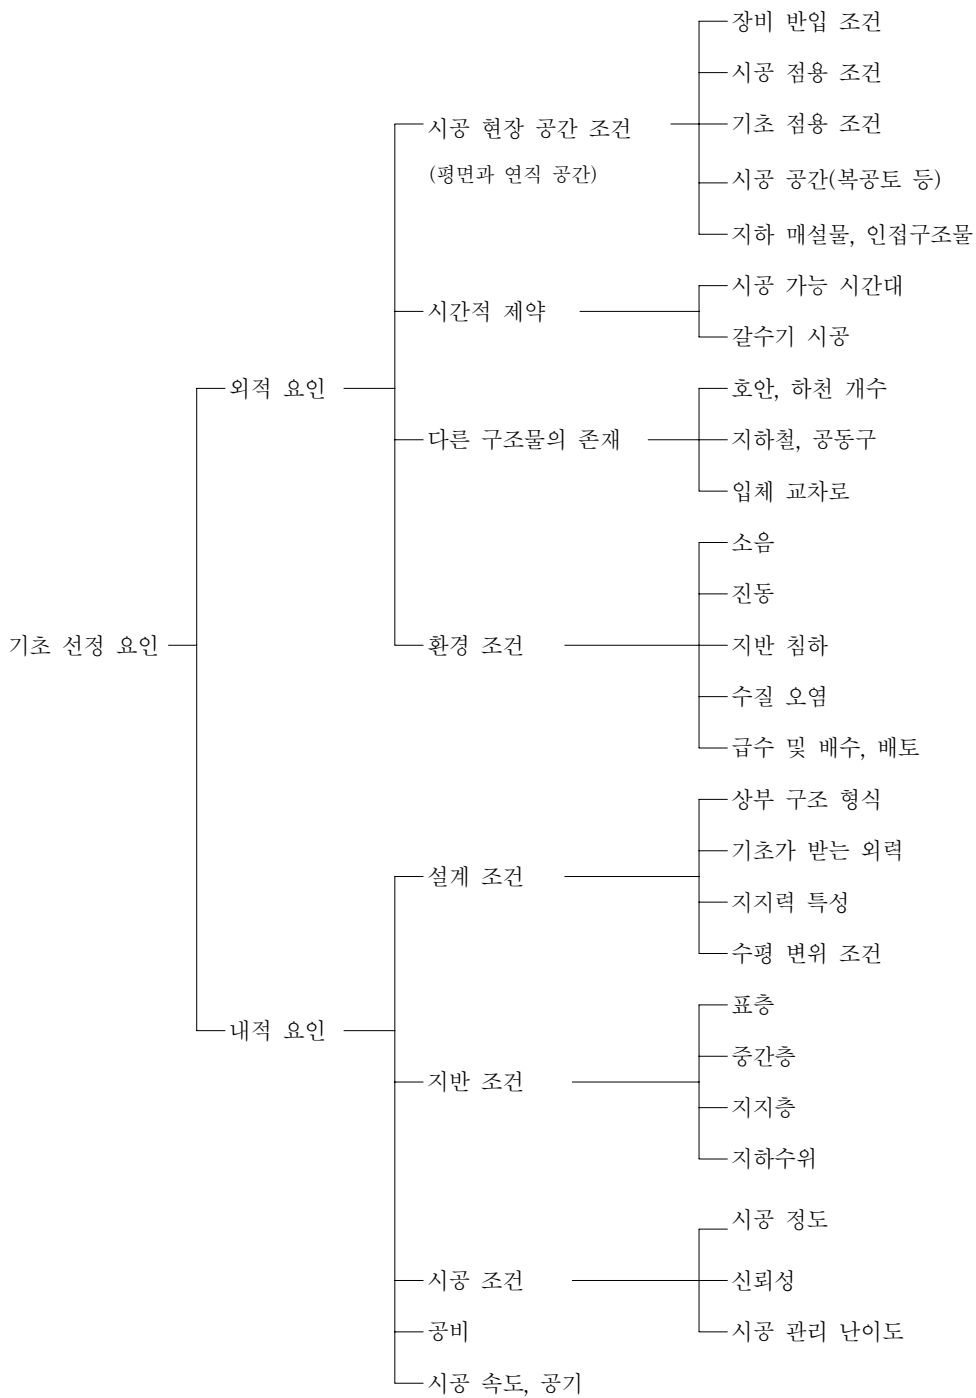 장비 반입 조건
시공 점용 조건
시공 현장 공간 조건
기초 점용 조건
(평면과 연직 공간)
시공 공간(복공토 등)
지하 매설물, 인접구조물
시공 가능 시간대
시간적 제약
갈수기 시공
외적 요인
호안, 하천 개수
다른 구조물의 존재
지하철, 공동구
입체 교차로
소음
진동
기초 선정 요인
환경 조건
지반 침하
수질 오염
급수 및 배수, 배토
상부 구조 형식
기초가 받는 외력
설계 조건
지지력 특성
수평 변위 조건
표층
내적 요인
중간층
지반 조건
지지층
지하수위
시공 정도
시공 조건
신뢰성
공비
시공 관리 난이도
시공 속도, 공기